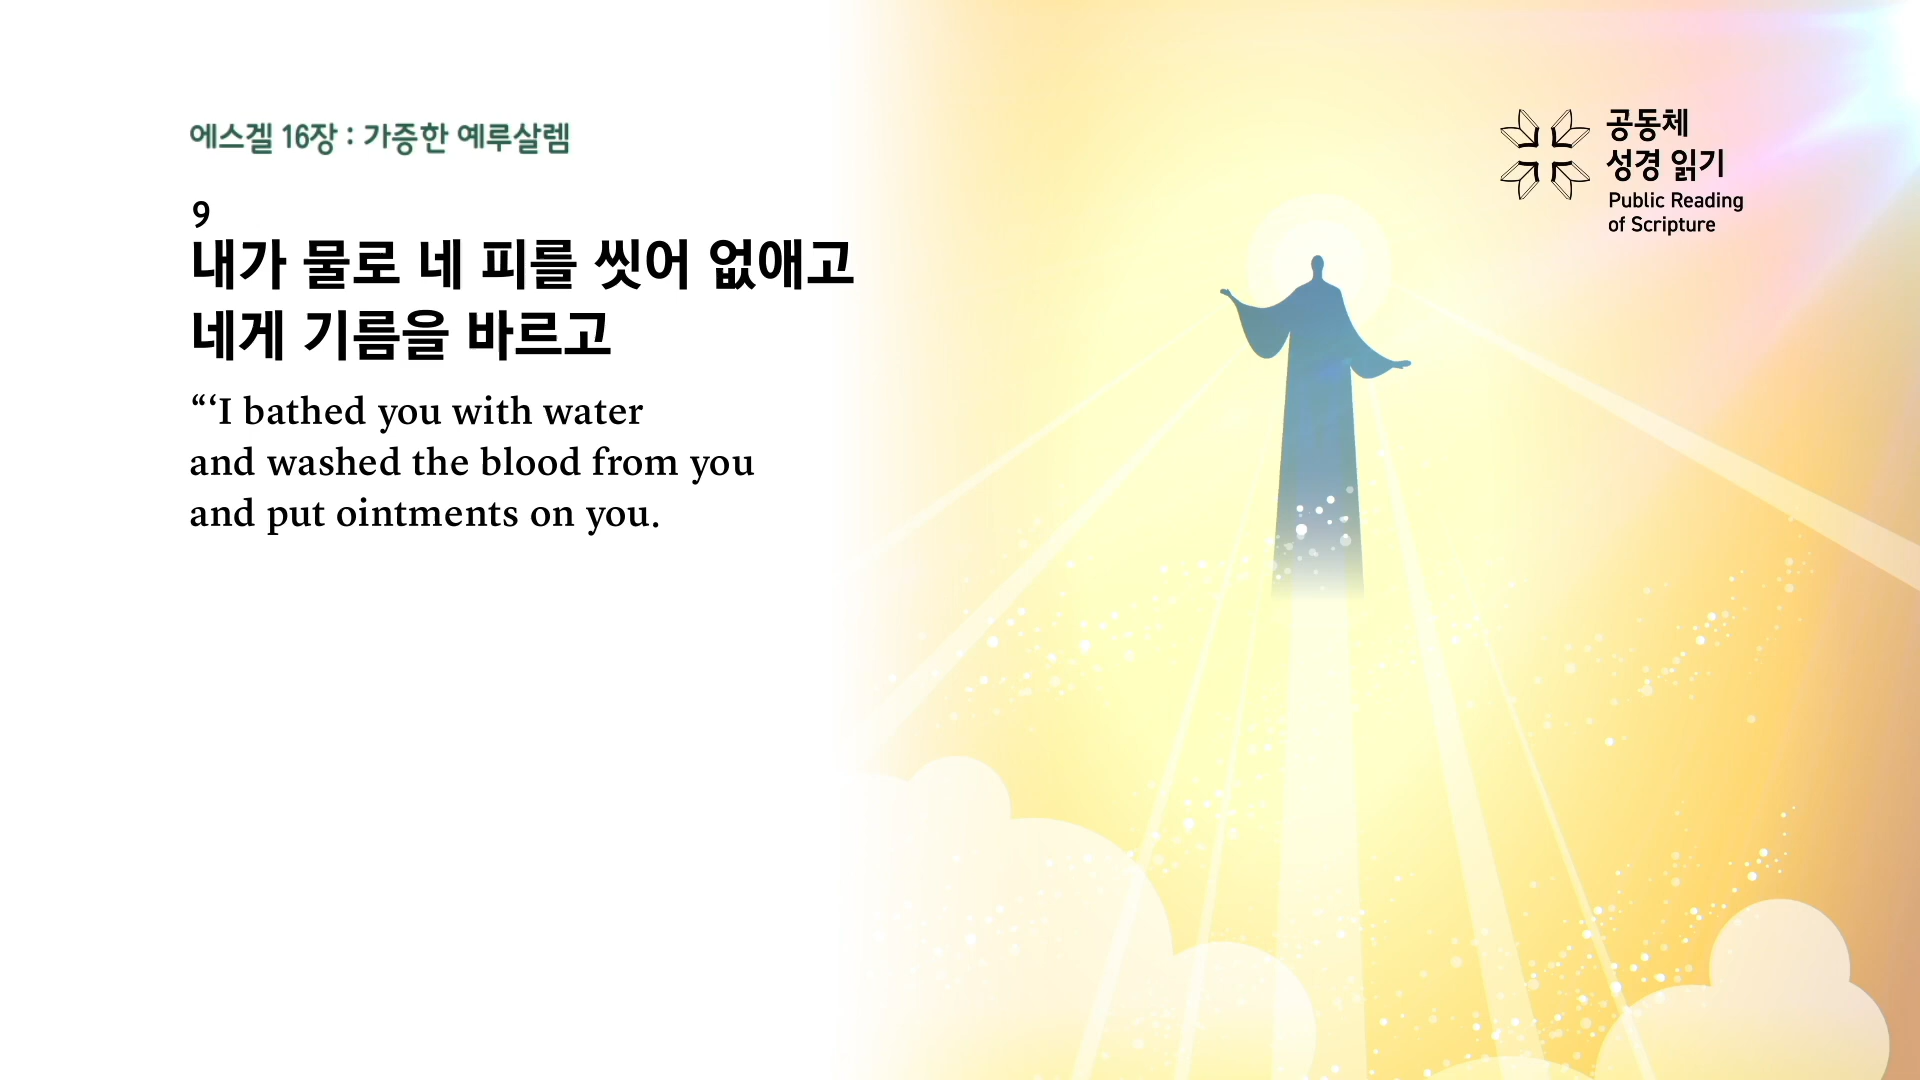 에스겔 16장 : 가증한 예루살렘
9
내가 물로 네 피를 씻어 없애고
네게 기름을 바르고
“‘I bathed you with water
and washed the blood from you
and put ointments on you.
공동체
성경 읽기
Public Reading
of Scripture